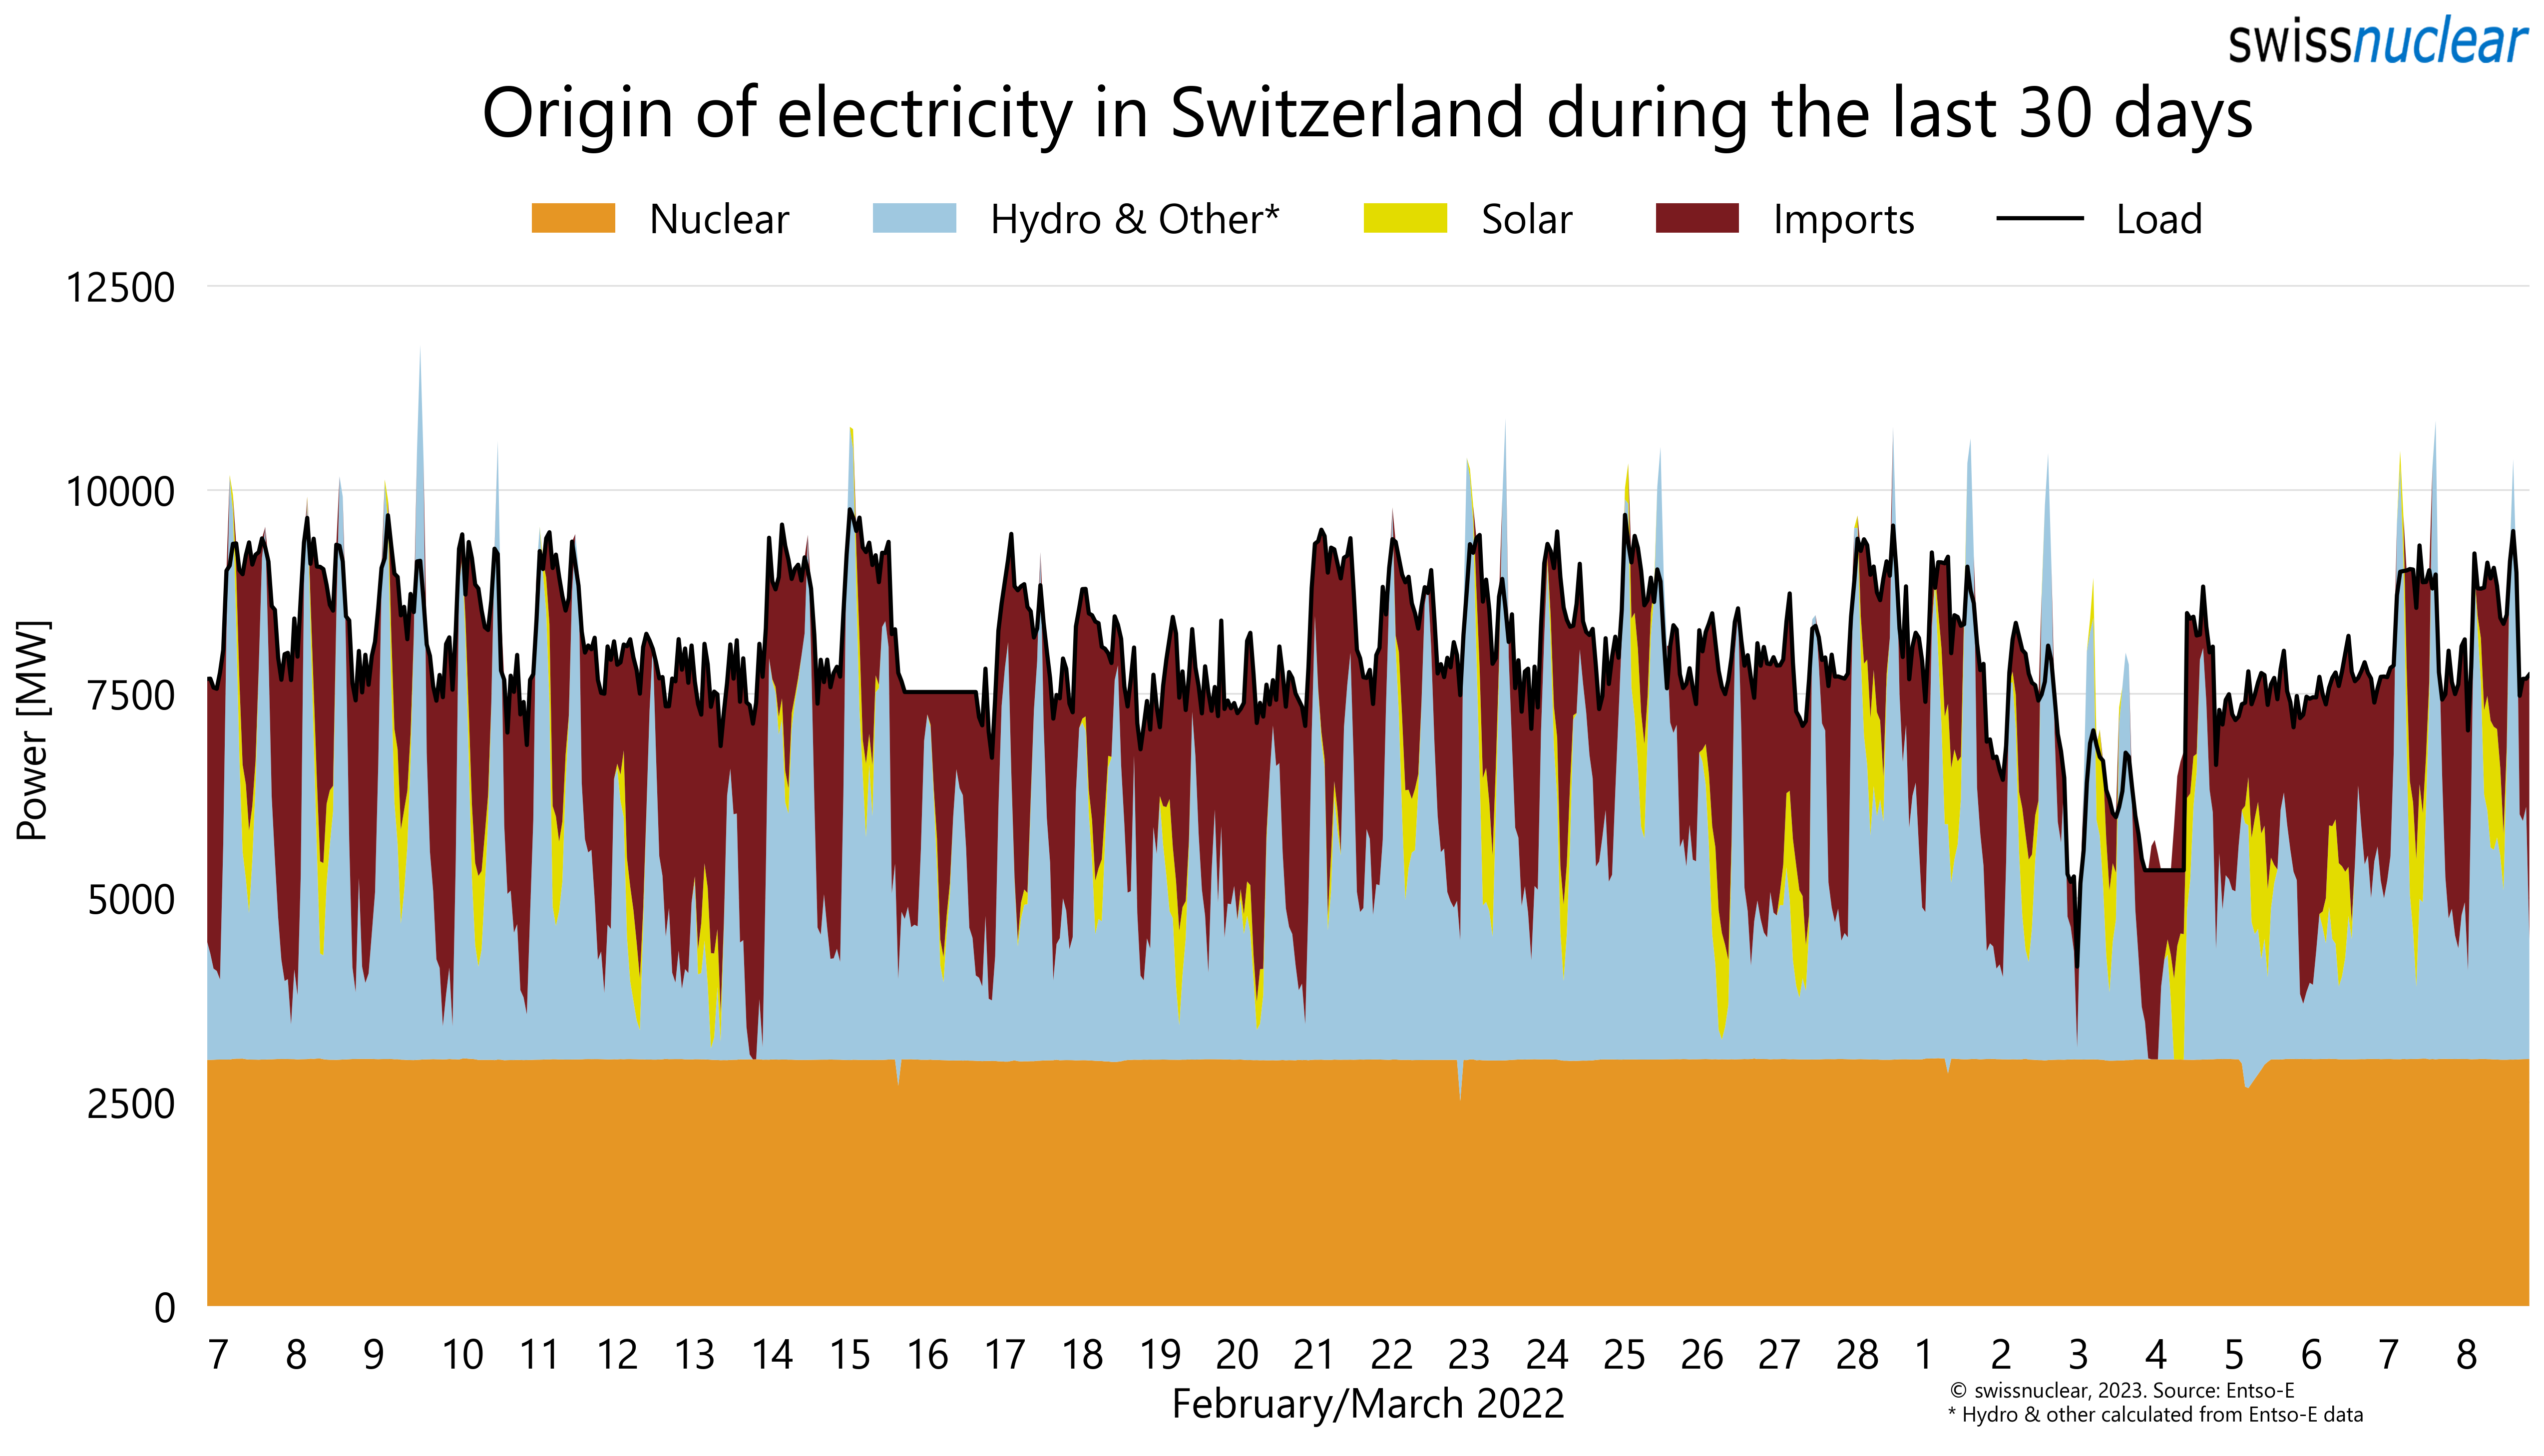 swissnuclear
Origin of electricity in Switzerland during the last 30 days
Nuclear Hydro & Other* Solar Imports Load
12500
10000
7500
5000
2500
0
Power [MW]
7 8 9 10 11 12 13 14 15 16 17 18 19 20 21 22 23 24 25 26 27 28 1 2 3 4 5 6 7 8
February/March 2022
© swissnuclear, 2023. Source: Entso-E
* Hydro & other calculated from Entso-E data